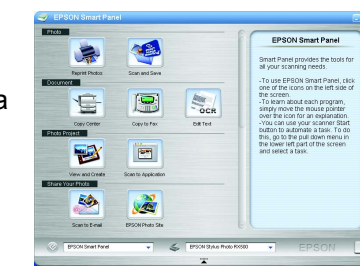 EPSON Smart Panel
Photo
Reprint Photos
Scan and Save
Document
Copy Center
Copy to Fax
OCR
Edit Text
Photo Project
View and Create
Scan to Application
Share Your Photo
Scan to E-mail
EPSON Photo Site
EPSON Smart Panel
Smart Panel provides the tools for
all your scanning needs.
-To use EPSON Smart Panel, click
one of the icons on the left side of
the screen.
-To learn about each program,
simply move the mouse pointer
over the icon for an explanation.
-You can use your scanner Start
button to automate a task. To do
this, go to the pull down menu in
the lower left part of the screen
and select a task.
EPSON Smart Panel
EPSON Stylus Photo RX500
EPSON
a